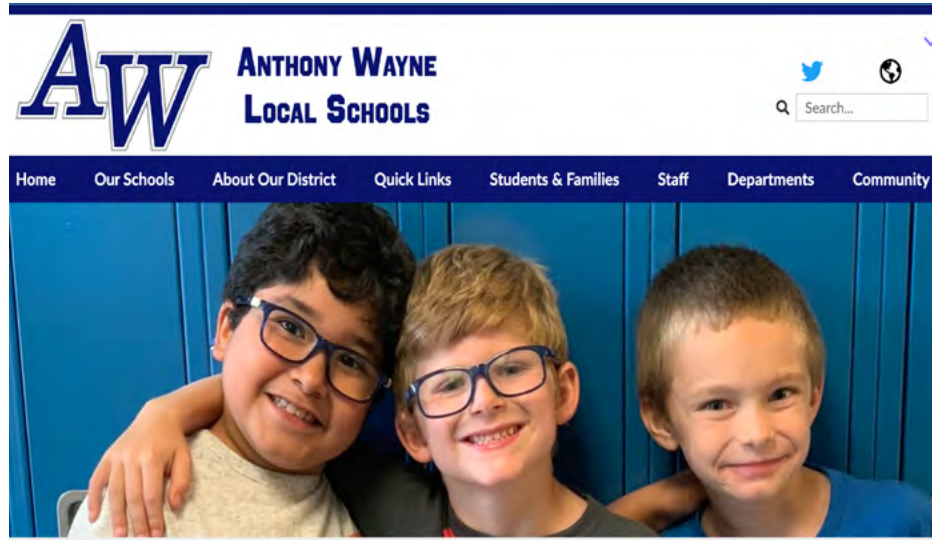 AW
ANTHONY WAYNE
LOCAL SCHOOLS
Search...
Home Our Schools About Our District Quick Links Students & Families Staff Departments Community